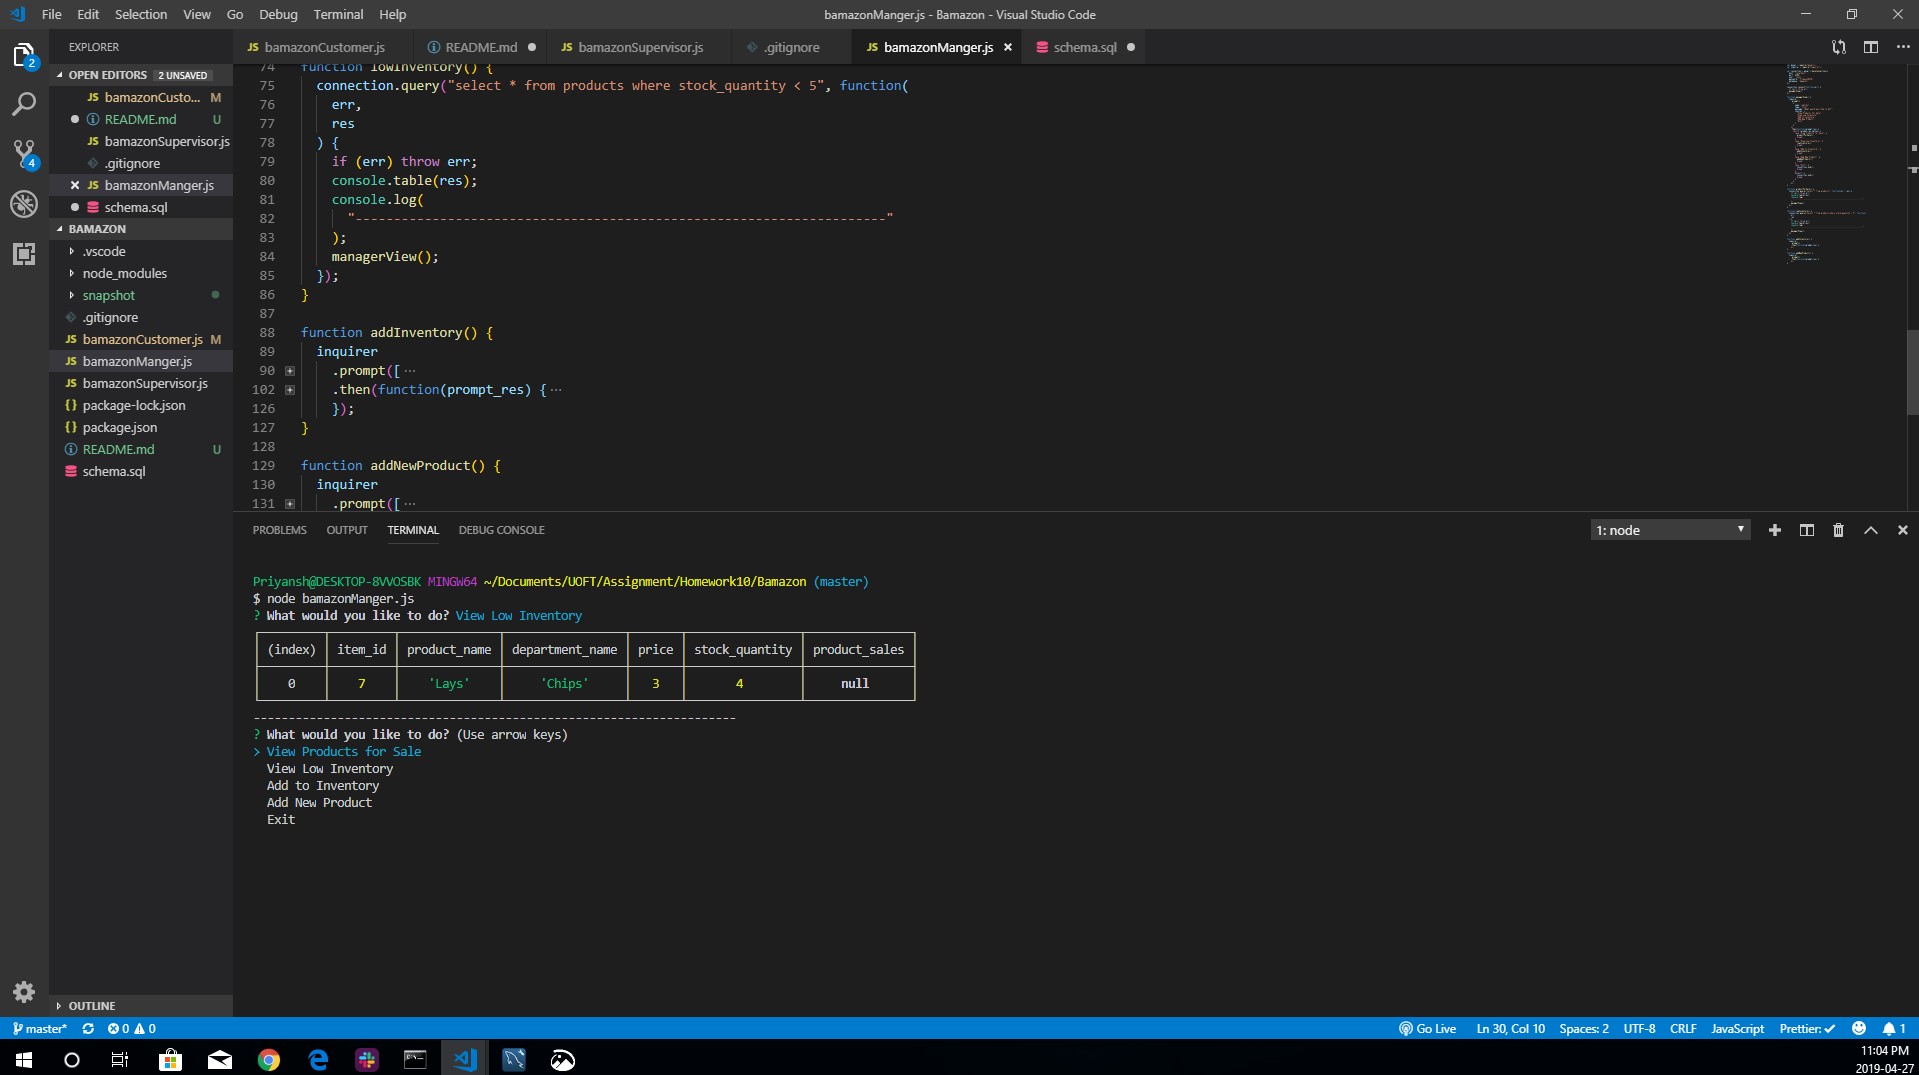 File Edit Selection View Go Debug Terminal Help
bamazonManger.js - Bamazon - Visual Studio Code
2
4
EXPLORER
OPEN EDITORS 2 UNSAVED
JS bamazonCusto... M
README.md U
JS bamazonSupervisor.js
.gitignore
JS bamazonManger.js
schema.sql
BAMAZON
.vscode
node_modules
snapshot
.gitignore
JS bamazonCustomer.js M
JS bamazonManger.js
JS bamazonSupervisor.js
{} package-lock.json
{} package.json
README.md U
schema.sql
OUTLINE
JS bamazonCustomer.js README.md JS bamazonSupervisor.js .gitignore JS bamazonManger.js schema.sql
74 function lowInventory() {
75 connection.query("select * from products where stock_quantity < 5", function(
76 err,
77 res
78 ) {
79 if (err) throw err;
80 console.table(res);
81 console.log(
82 "---------------------------------------------------------------------"
83 );
84 managerView();
85 });
86 }
87
88 function addInventory() {
89 inquirer
90 .prompt([ ...
102 .then(function(prompt_res) { ...
126 });
127 }
128
129 function addNewProduct() {
130 inquirer
131 .prompt([ ...
PROBLEMS OUTPUT TERMINAL DEBUG CONSOLE
1: node
Priyansh@DESKTOP-8VVOSBK MINGW64 ~/Documents/UOFT/Assignment/Homework10/Bamazon (master)
$ node bamazonManger.js
? What would you like to do? View Low Inventory
(index) item_id product_name department_name price stock_quantity product_sales
0 7 'Lays' 'Chips' 3 4 null
---------------------------------------------------------------------
? What would you like to do? (Use arrow keys)
> View Products for Sale
View Low Inventory
Add to Inventory
Add New Product
Exit
master* 0 0
Go Live Ln 30, Col 10 Spaces: 2 UTF-8 CRLF JavaScript Prettier: ✓ 1
11:04 PM
2019-04-27